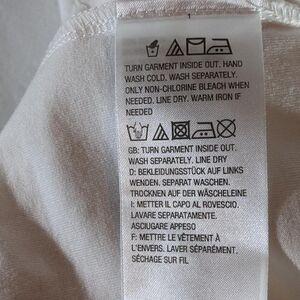 TURN GARMENT INSIDE OUT. HAND
WASH COLD. WASH SEPARATELY.
ONLY NON-CHLORINE BLEACH WHEN
NEEDED. LINE DRY. WARM IRON IF
NEEDED
GB: TURN GARMENT INSIDE OUT.
WASH SEPARATELY. LINE DRY
D: BEKLEIDUNGSSTÜCK AUF LINKS
WENDEN. SEPARAT WASCHEN.
TROCKNEN AUF DER WÄSCHELEINE
I: METTER IL CAPO AL ROVESCIO.
LAVARE SEPARATAMENTE.
ASCIUGARE APPESO
F: METTRE LE VÊTEMENT À
L'ENVERS. LAVER SÉPARÉMENT.
SÉCHAGE SUR FIL